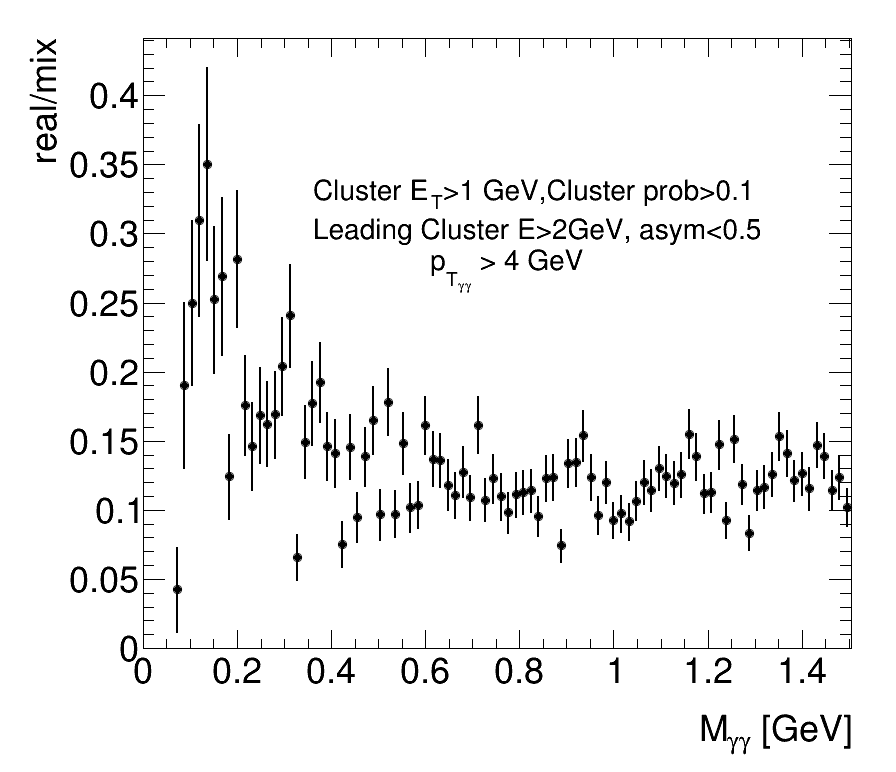 real/mix
0.4
0.35
0.3
0.25
0.2
0.15
0.1
0.05
0
Cluster E_T>1 GeV,Cluster prob>0.1
Leading Cluster E>2GeV, asym<0.5
p_Tγγ > 4 GeV
0 0.2 0.4 0.6 0.8 1 1.2 1.4
M_γγ [GeV]